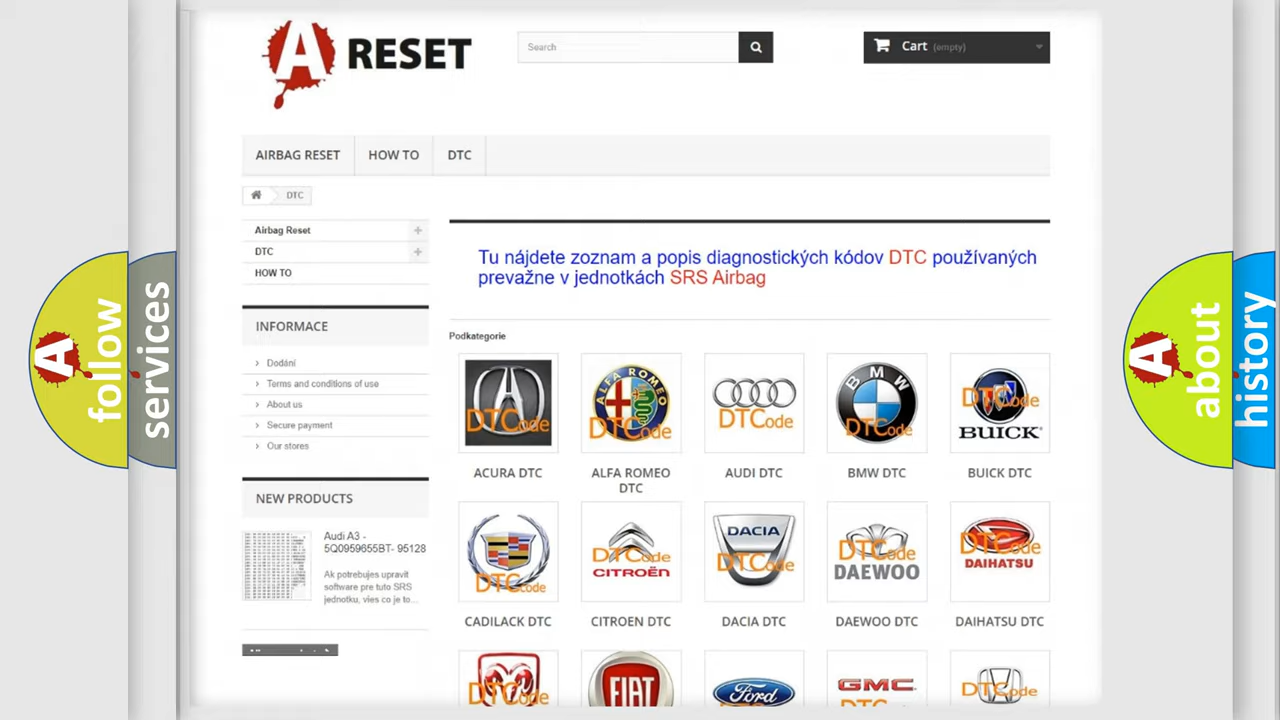 A RESET
Search
Cart (empty)
AIRBAG RESET
HOW TO
DTC
DTC
Airbag Reset
DTC
HOW TO
INFORMACE
Dodání
Terms and conditions of use
About us
Secure payment
Our stores
NEW PRODUCTS
Audi A3 -
5Q0959655BT- 95128
Ak potrebujes upravit
software pre tuto SRS
jednotku, vies co je to...
Tu nájdete zoznam a popis diagnostických kódov DTC používaných
prevažne v jednotkách SRS Airbag
Podkategorie
DTCode
ALFA ROMEO
DTCode
DTCode
BMW
DTCode
DTCode
BUICK
ACURA DTC
ALFA ROMEO
DTC
AUDI DTC
BMW DTC
BUICK DTC
DTCode
DTCode
CITROËN
DACIA
DTCode
DTCode
DAEWOO
DTCode
DAIHATSU
CADILACK DTC
CITROEN DTC
DACIA DTC
DAEWOO DTC
DAIHATSU DTC
DTCode
FIAT
Ford
GMC
DTCode
A follow
services
A about
history